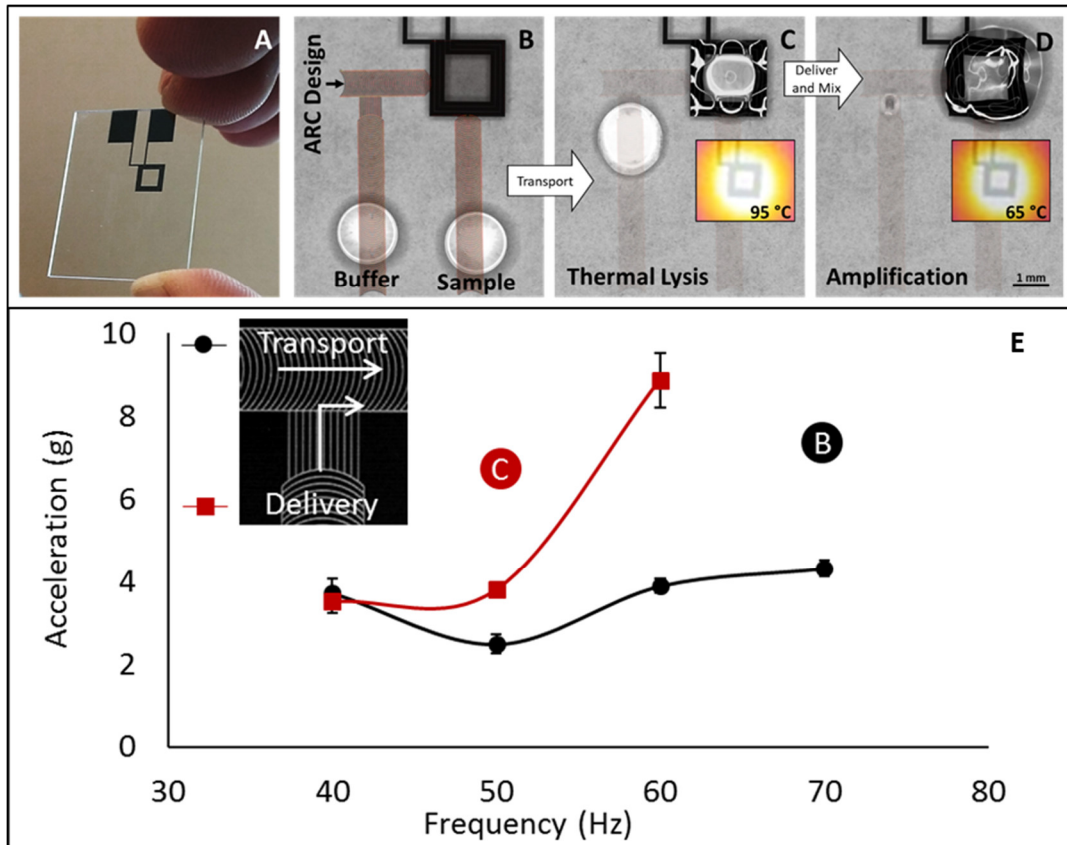 A
B
ARC Design
Buffer
Sample
Transport
C
Thermal Lysis
95 °C
Deliver
and Mix
D
Amplification
65 °C
1 mm
E
Transport
Delivery
C
B
Acceleration (g)
10
8
6
4
2
0
30 40 50 60 70 80
Frequency (Hz)